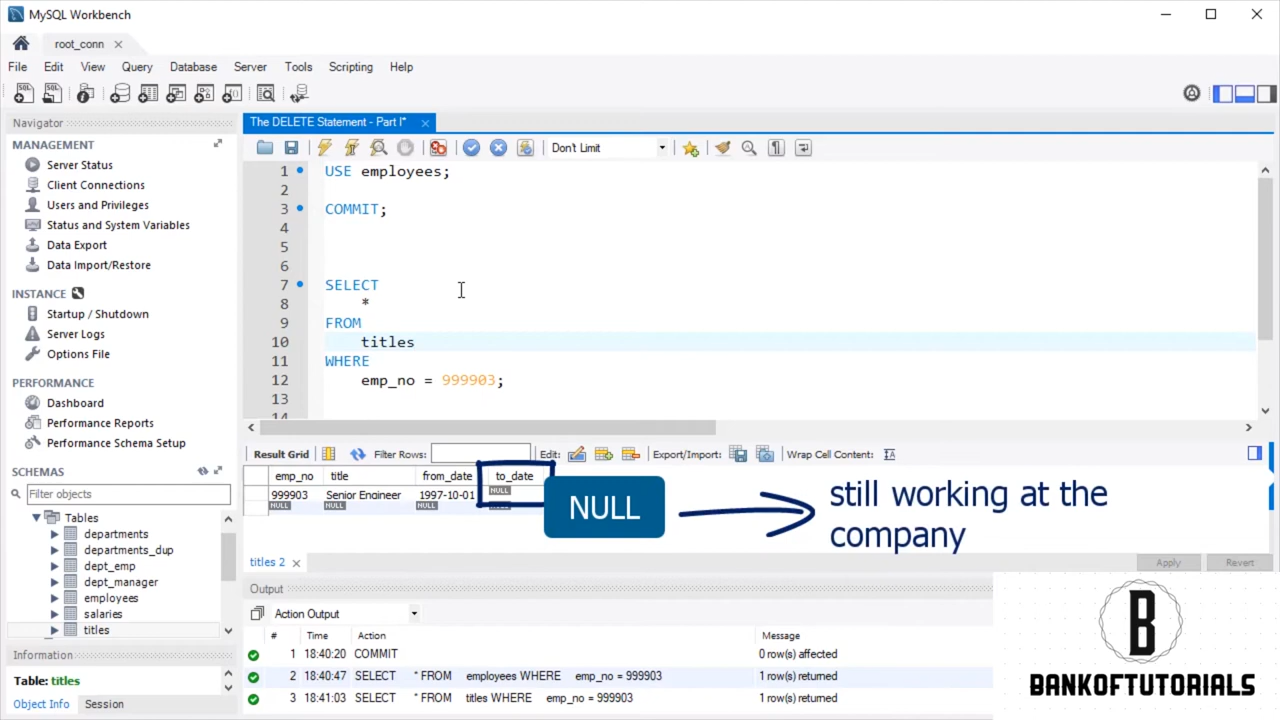 MySQL Workbench
root_conn
File Edit View Query Database Server Tools Scripting Help
Navigator
MANAGEMENT
Server Status
Client Connections
Users and Privileges
Status and System Variables
Data Export
Data Import/Restore
INSTANCE
Startup / Shutdown
Server Logs
Options File
PERFORMANCE
Dashboard
Performance Reports
Performance Schema Setup
SCHEMAS
Filter objects
Tables
departments
departments_dup
dept_emp
dept_manager
employees
salaries
titles
Information
Table: titles
Object Info Session
The DELETE Statement - Part I*
Don't Limit
1 USE employees;
2
3 COMMIT;
4
5
6
7 SELECT
8 *
9 FROM
10 titles
11 WHERE
12 emp_no = 999903;
13
14
Result Grid Filter Rows: Edit: Export/Import: Wrap Cell Content:
emp_no title from_date to_date
999903 Senior Engineer 1997-10-01 NULL
NULL NULL NULL
NULL
still working at the
company
titles 2
Apply Revert
Output
Action Output
# Time Action Message
1 18:40:20 COMMIT 0 row(s) affected
2 18:40:47 SELECT * FROM employees WHERE emp_no = 999903 1 row(s) returned
3 18:41:03 SELECT * FROM titles WHERE emp_no = 999903 1 row(s) returned
B
BANKOFTUTORIALS